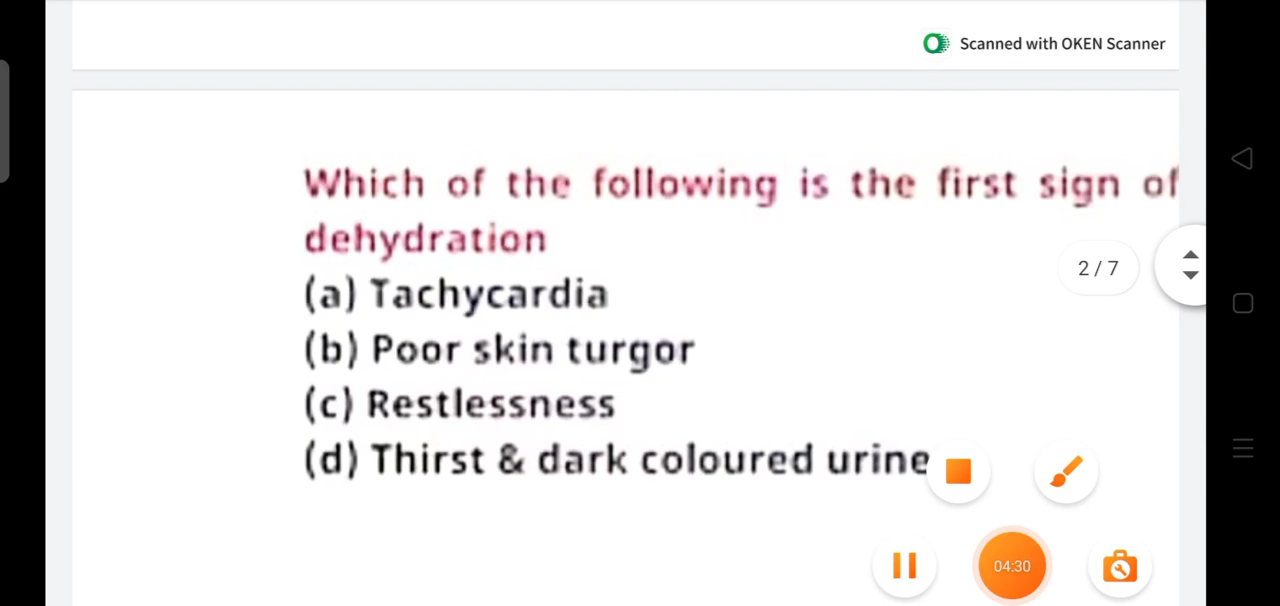 Scanned with OKEN Scanner
Which of the following is the first sign of
dehydration
(a) Tachycardia
2 / 7
(b) Poor skin turgor
(c) Restlessness
(d) Thirst & dark coloured urine
04:30